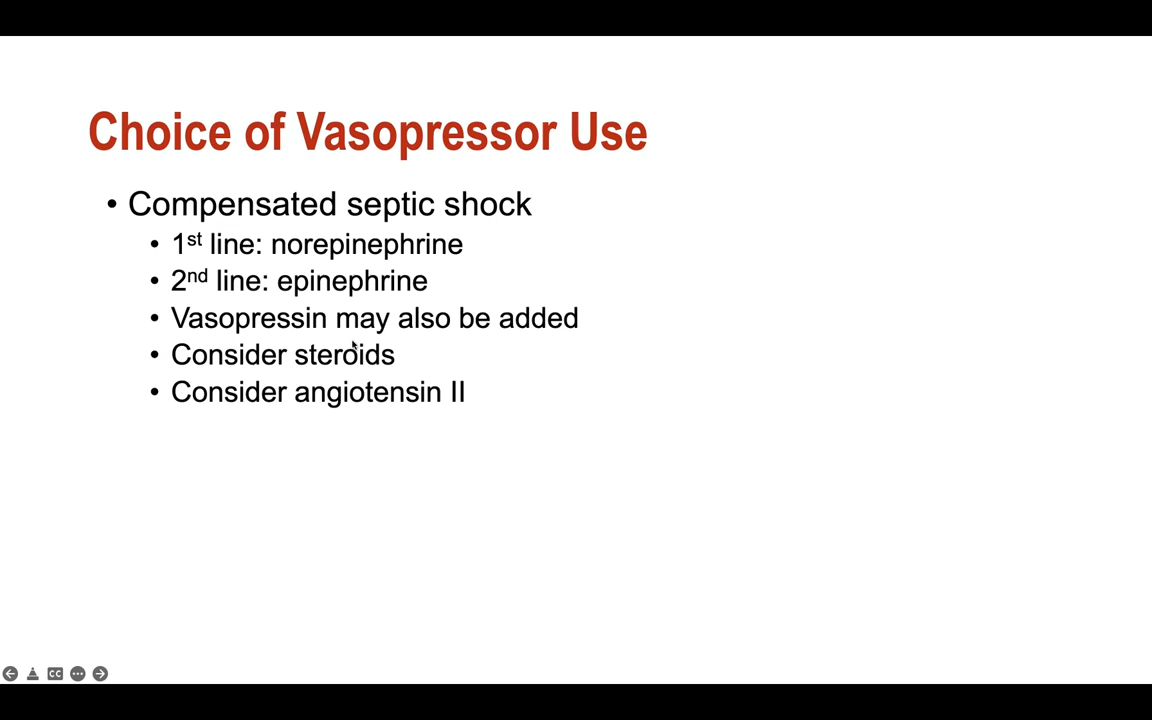 Choice of Vasopressor Use
• Compensated septic shock
• 1st line: norepinephrine
• 2nd line: epinephrine
• Vasopressin may also be added
• Consider steroids
• Consider angiotensin II
CC